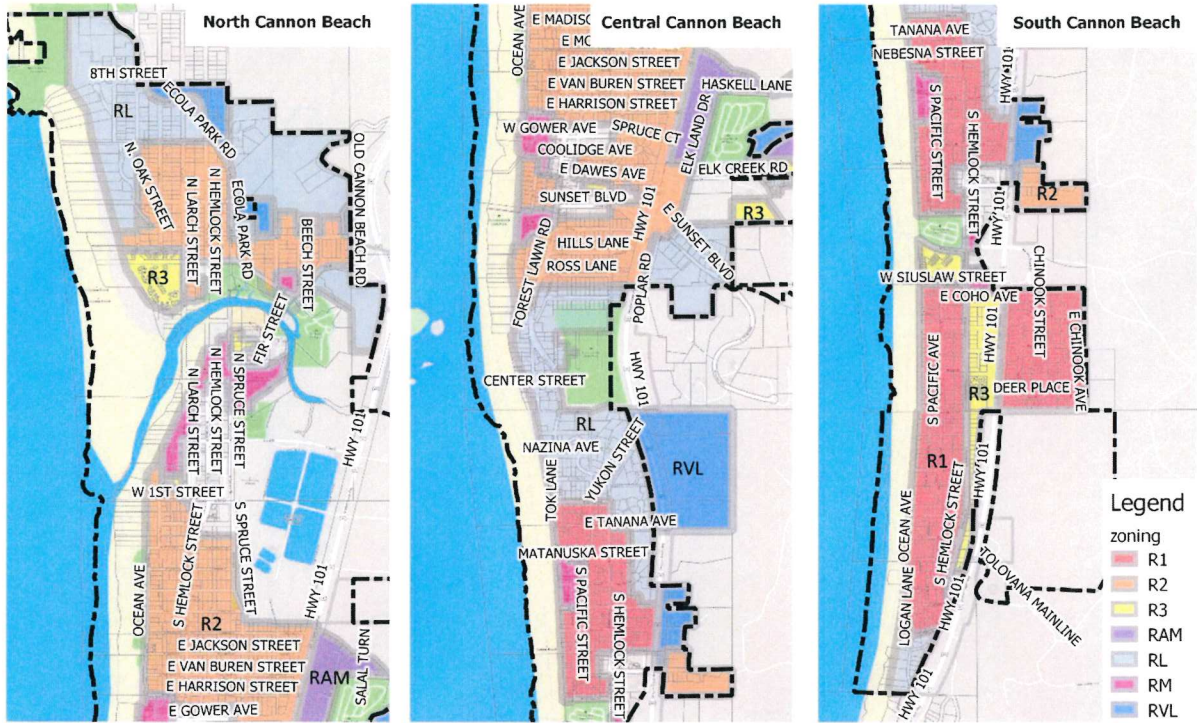 North Cannon Beach
M
8TH STREET
ECOLA PARK RD
RL
N. OAK STREET
N LARCH STREET
N HEMLOCK STREET
ECOLA PARK RD
BEECH STREET
OLD CANNON BEACH RD
R3
FIR STREET
N LARCH STREET
N HEMLOCK STREET
N SPRUCE STREET
HWY 101
W 1ST STREET
S HEMLOCK STREET
S SPRUCE STREET
OCEAN AVE
HWY 101
R2
E JACKSON STREET
E VAN BUREN STREET
E HARRISON STREET
E GOWER AVE
RAM
SALAL TURN
Central Cannon Beach
OCEAN AVE
E MADISO
E MO
E JACKSON STREET
E VAN BUREN STREET
E HARRISON STREET
HASKELL LANE
W GOWER AVE
SPRUCE CT
ELK LAND DR
COOLIDGE AVE
E DAWES AVE
ELK CREEK RD
SUNSET BLVD
HWY 101
R3
E SUNSET BLVD
FOREST LAWN RD
HILLS LANE
ROSS LANE
POPLAR RD
CENTER STREET
HWY 101
RL
NAZINA AVE
TOK LANE
YUKON STREET
RVL
E TANANA AVE
MATANUSKA STREET
S PACIFIC STREET
S HEMLOCK STREET
South Cannon Beach
TANANA AVE
NEBESNA STREET
HWY 101
S PACIFIC STREET
S HEMLOCK STREET
R2
HWY 101
W SIUSLAW STREET
E COHO AVE
CHINOOK STREET
E CHINOOK AVE
S PACIFIC AVE
HWY 101
DEER PLACE
R3
R1
HWY 101
OCEAN AVE
S HEMLOCK STREET
LOGAN LANE
HWY 101
TOLOVANA MAINLINE
HWY 101
Legend
zoning
R1
R2
R3
RAM
RL
RM
RVL